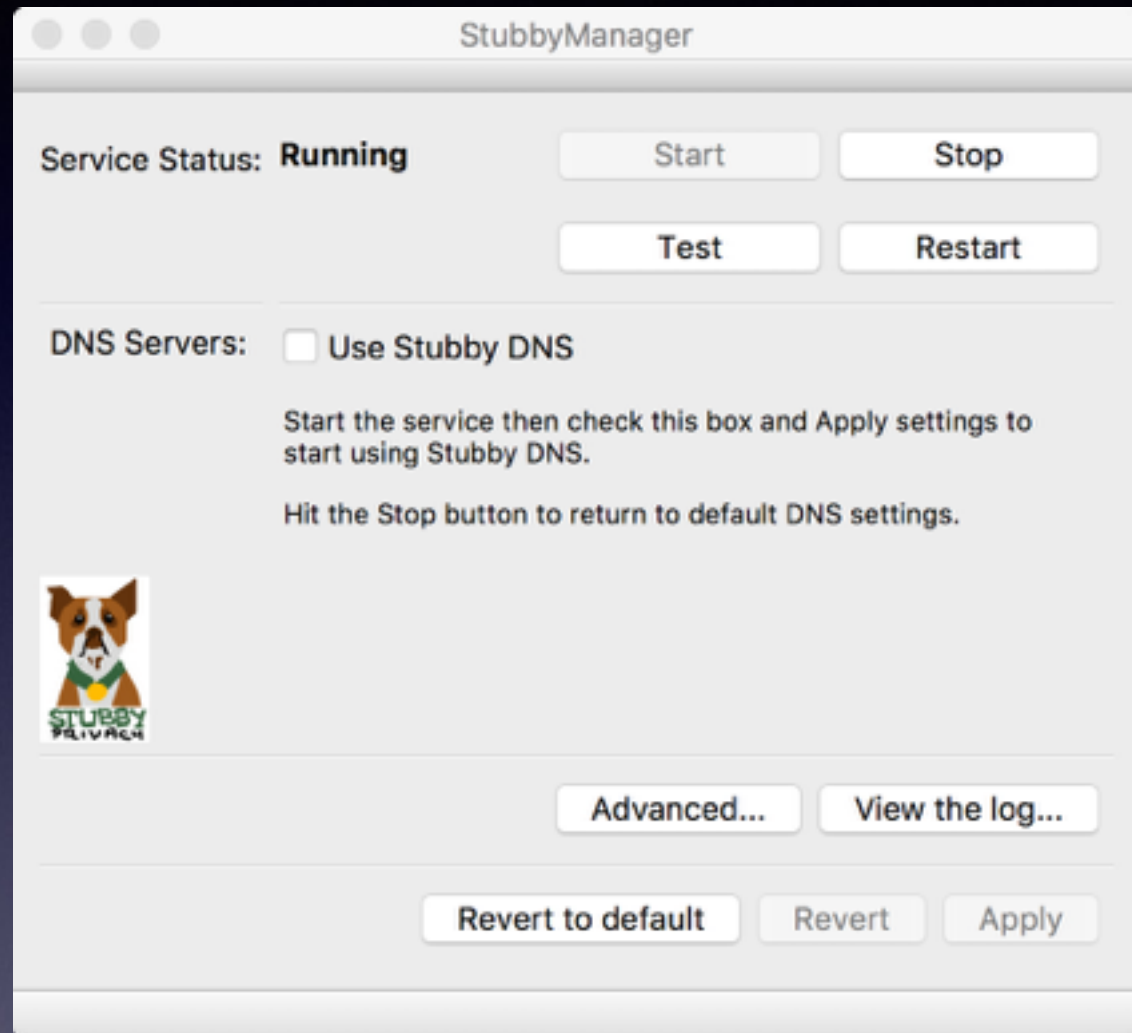 StubbyManager
Service Status: Running Start Stop
Test Restart
DNS Servers: Use Stubby DNS
Start the service then check this box and Apply settings to
start using Stubby DNS.
Hit the Stop button to return to default DNS settings.
STUBBY
PRIVACY
Advanced... View the log...
Revert to default Revert Apply